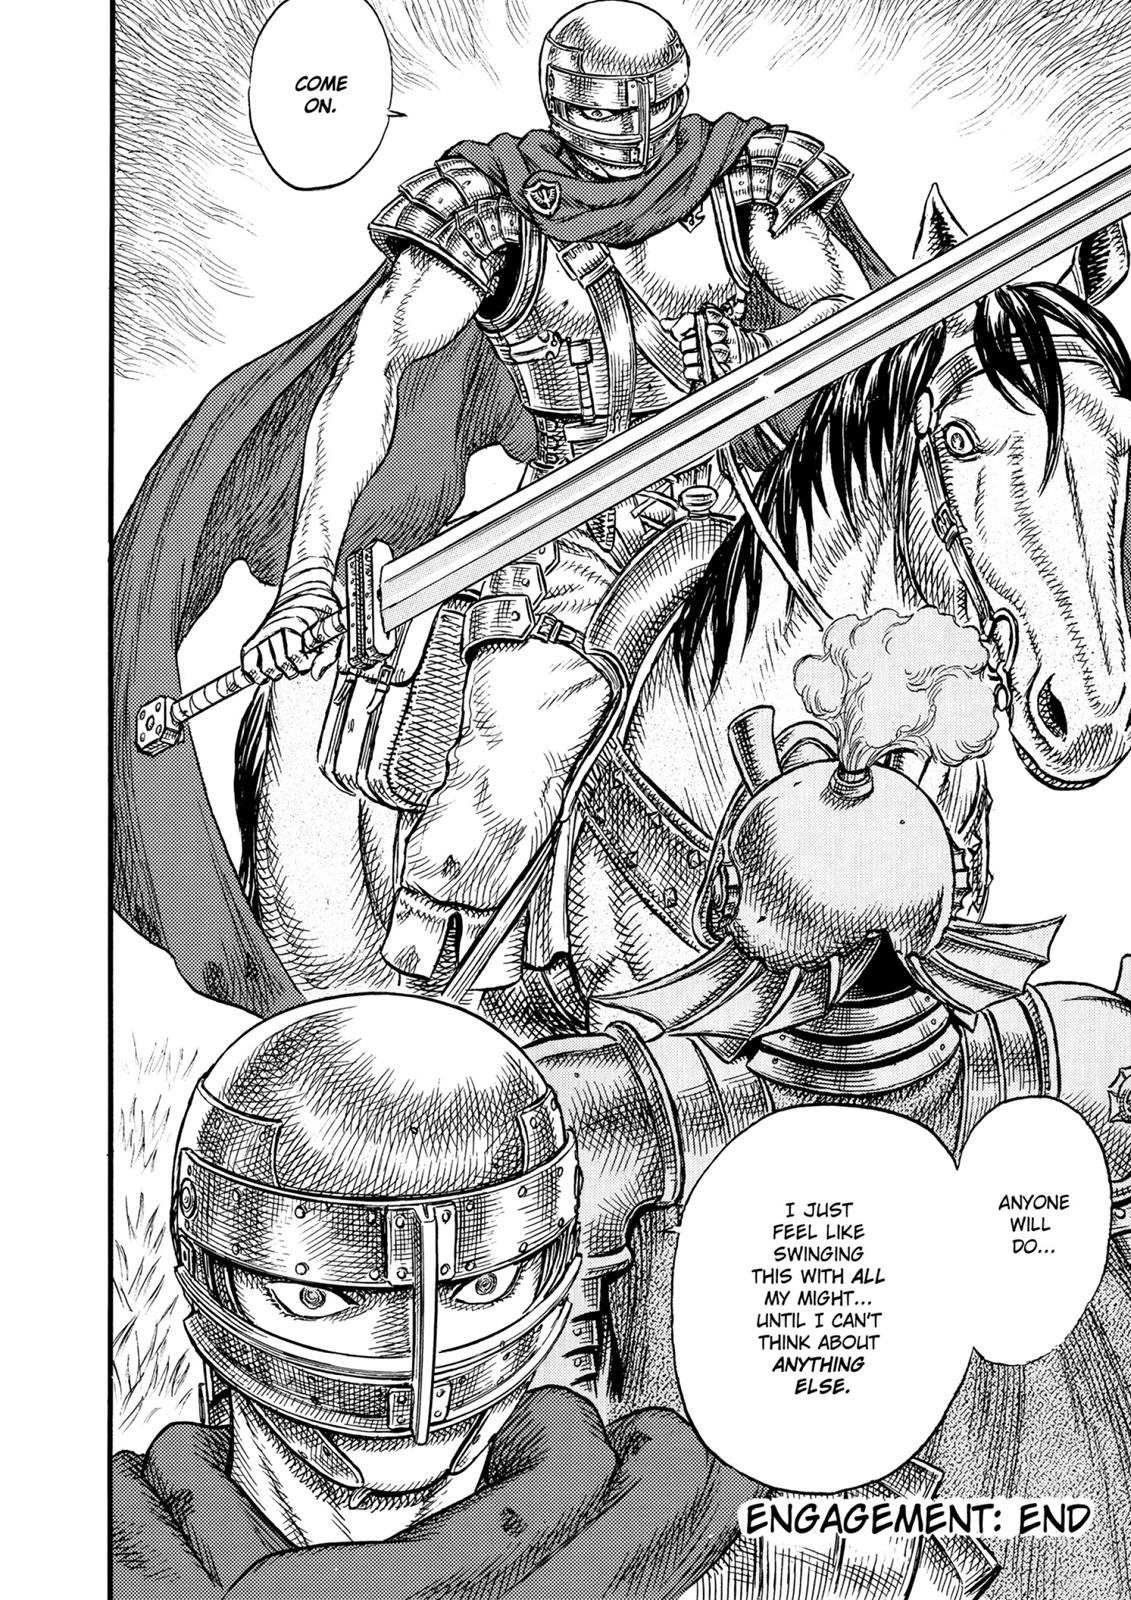 COME
ON.
ANYONE
WILL
DO...
I JUST
FEEL LIKE
SWINGING
THIS WITH ALL
MY MIGHT...
UNTIL I CAN'T
THINK ABOUT
ANYTHING
ELSE.
ENGAGEMENT: END